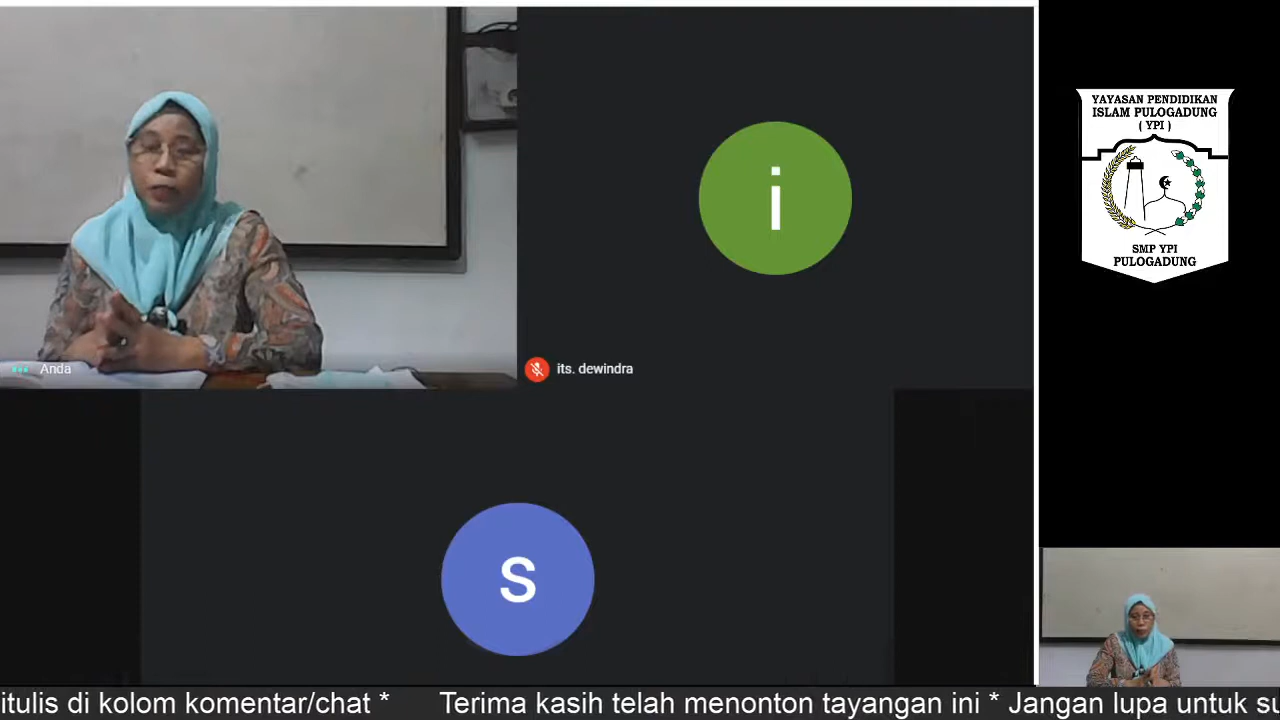 i
Anda
its. dewindra
s
YAYASAN PENDIDIKAN
ISLAM PULOGADUNG
( YPI )
SMP YPI
PULOGADUNG
itulis di kolom komentar/chat * Terima kasih telah menonton tayangan ini * Jangan lupa untuk su